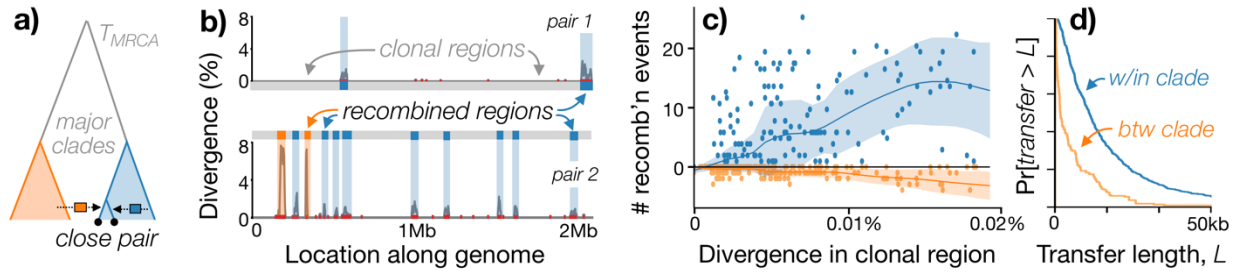 a)
T_MRCA
major
clades
close pair
b)
8
4
0
pair 1
clonal regions
recombined regions
8
4
0
pair 2
Divergence (%)
0
1Mb
2Mb
Location along genome
c)
# recomb'n events
20
10
0
0
0.01%
0.02%
Divergence in clonal region
d)
Pr[transfer > L]
w/in clade
btw clade
0
50kb
Transfer length, L